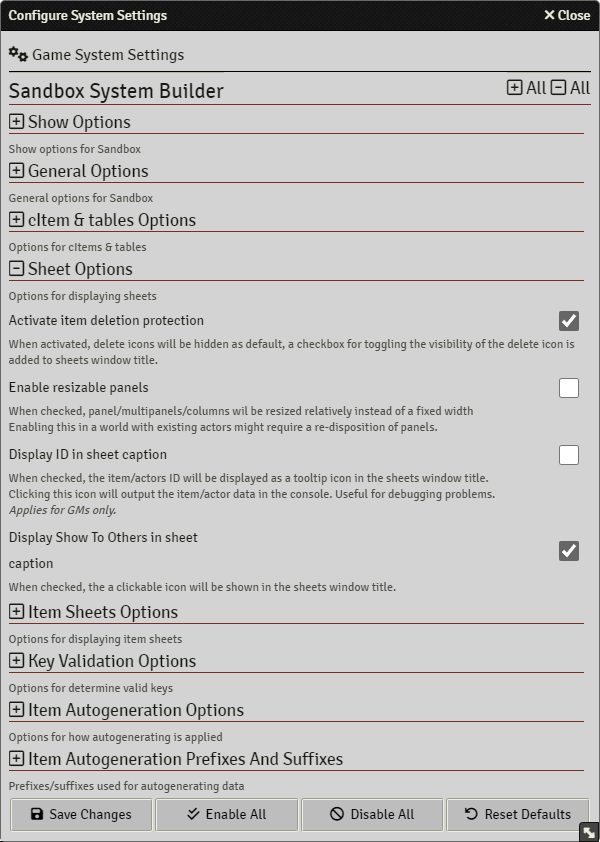 Configure System Settings
Close
Game System Settings
Sandbox System Builder
All All
Show Options
Show options for Sandbox
General Options
General options for Sandbox
cItem & tables Options
Options for cItems & tables
Sheet Options
Options for displaying sheets
Activate item deletion protection
When activated, delete icons will be hidden as default, a checkbox for toggling the visibility of the delete icon is
added to sheets window title.
Enable resizable panels
When checked, panel/multipanels/columns wil be resized relatively instead of a fixed width
Enabling this in a world with existing actors might require a re-disposition of panels.
Display ID in sheet caption
When checked, the item/actors ID will be displayed as a tooltip icon in the sheets window title.
Clicking this icon will output the item/actor data in the console. Useful for debugging problems.
Applies for GMs only.
Display Show To Others in sheet
caption
When checked, the a clickable icon will be shown in the sheets window title.
Item Sheets Options
Options for displaying item sheets
Key Validation Options
Options for determine valid keys
Item Autogeneration Options
Options for how autogenerating is applied
Item Autogeneration Prefixes And Suffixes
Prefixes/suffixes used for autogenerating data
Save Changes
Enable All
Disable All
Reset Defaults